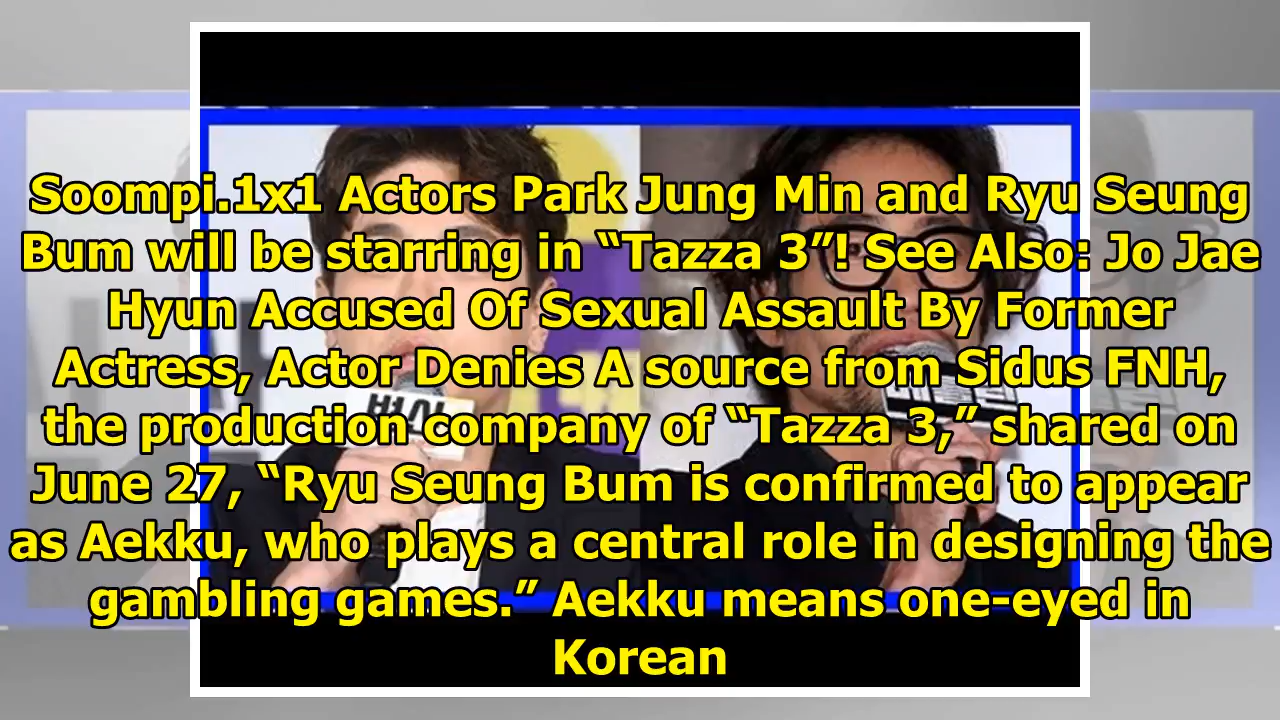 Soompi.1x1 Actors Park Jung Min and Ryu Seung
Bum will be starring in “Tazza 3”! See Also: Jo Jae
Hyun Accused Of Sexual Assault By Former
Actress, Actor Denies A source from Sidus FNH,
the production company of “Tazza 3,” shared on
June 27, “Ryu Seung Bum is confirmed to appear
as Aekku, who plays a central role in designing the
gambling games.” Aekku means one-eyed in
Korean